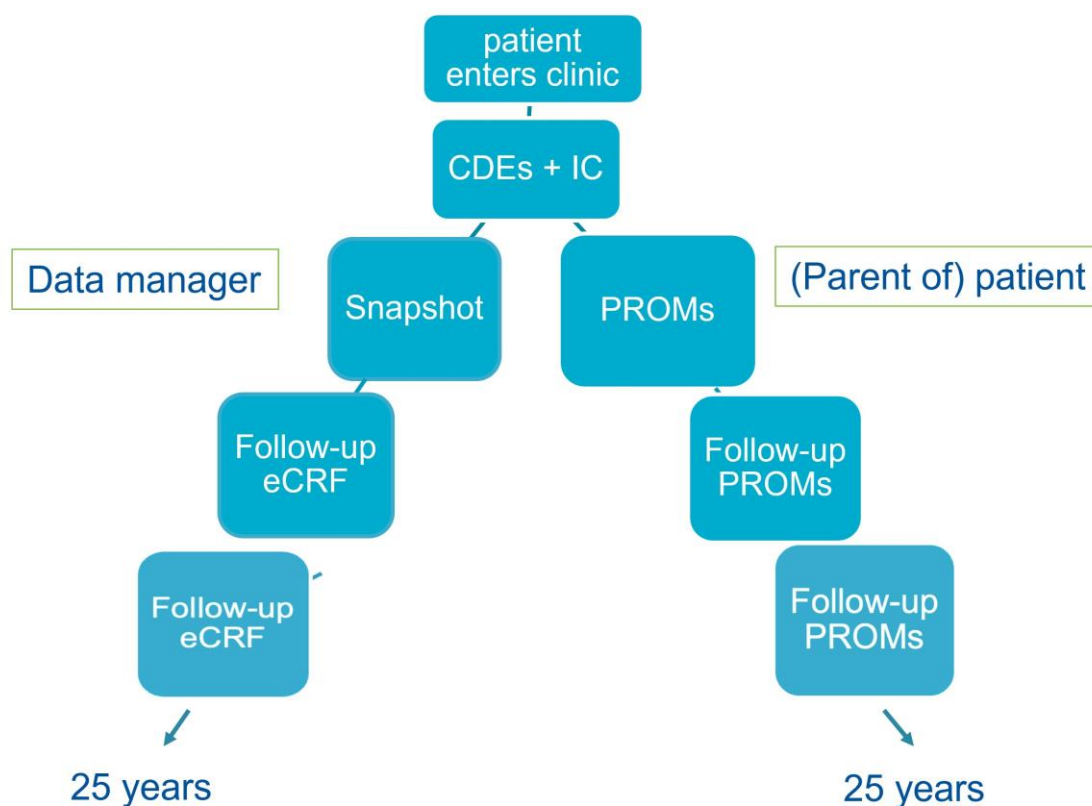 patient
enters clinic
CDEs + IC
Data manager
Snapshot
PROMs
(Parent of) patient
Follow-up
eCRF
Follow-up
PROMs
Follow-up
eCRF
Follow-up
PROMs
25 years
25 years